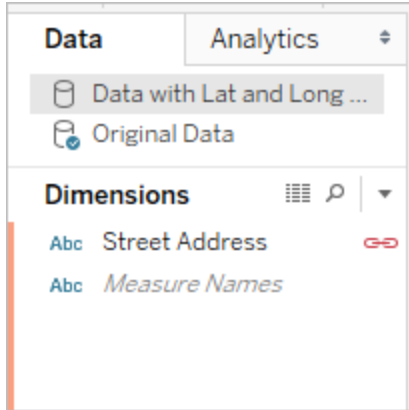 Data Analytics
Data with Lat and Long ...
Original Data
Dimensions
Abc Street Address
Abc Measure Names